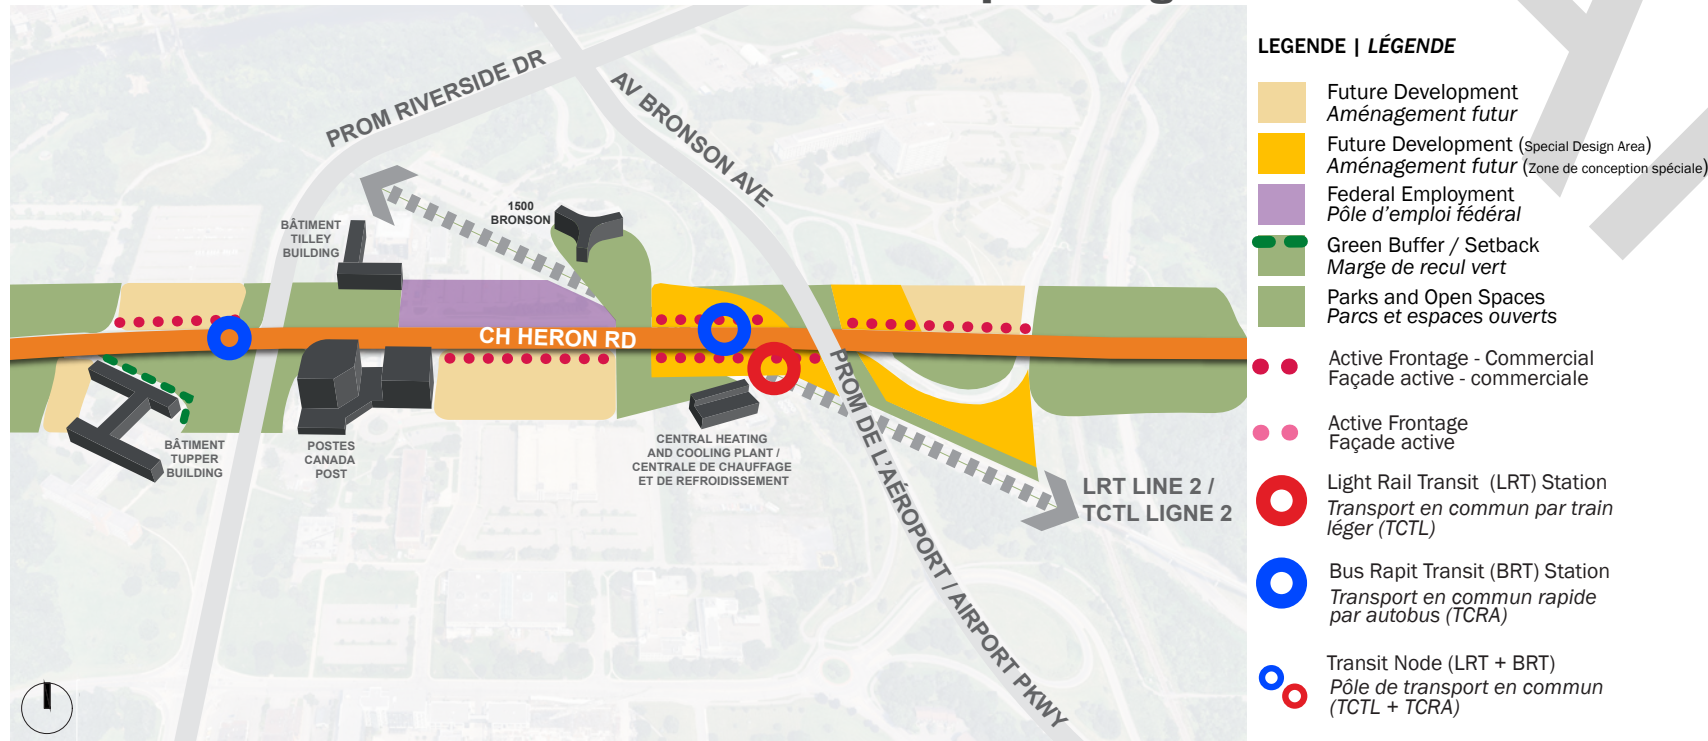 PROM RIVERSIDE DR
AV BRONSON AVE
1500
BRONSON
BÂTIMENT
TILLEY
BUILDING
CH HERON RD
BÂTIMENT
TUPPER
BUILDING
POSTES
CANADA
POST
CENTRAL HEATING
AND COOLING PLANT /
CENTRALE DE CHAUFFAGE
ET DE REFROIDISSEMENT
PROM DE L'AÉROPORT / AIRPORT PKWY
LRT LINE 2 /
TCTL LIGNE 2
LEGENDE | LÉGENDE
Future Development
Aménagement futur
Future Development (Special Design Area)
Aménagement futur (Zone de conception spéciale)
Federal Employment
Pôle d'emploi fédéral
Green Buffer / Setback
Marge de recul vert
Parks and Open Spaces
Parcs et espaces ouverts
Active Frontage - Commercial
Façade active - commerciale
Active Frontage
Façade active
Light Rail Transit (LRT) Station
Transport en commun par train
léger (TCTL)
Bus Rapit Transit (BRT) Station
Transport en commun rapide
par autobus (TCRA)
Transit Node (LRT + BRT)
Pôle de transport en commun
(TCTL + TCRA)